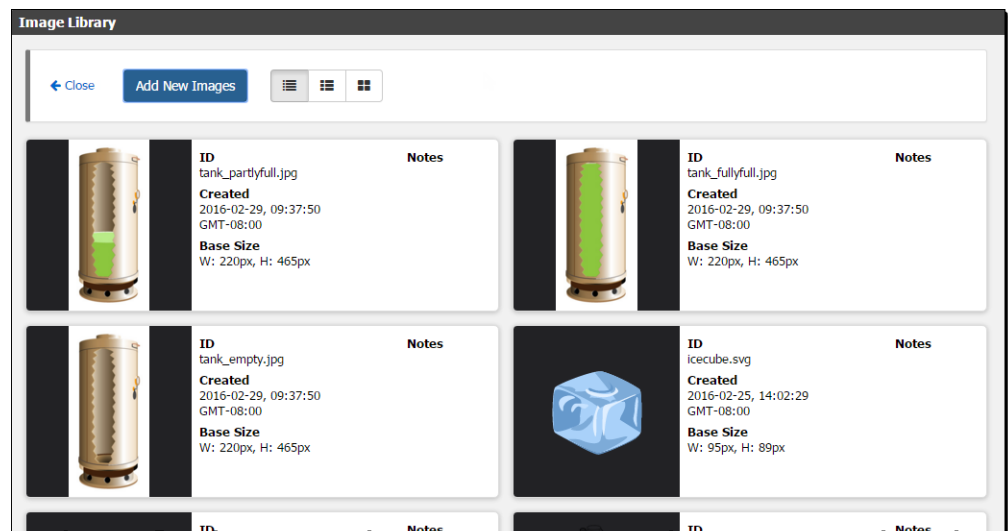 Image Library
Close
Add New Images
ID
Notes
tank_partlyfull.jpg
Created
2016-02-29, 09:37:50
GMT-08:00
Base Size
W: 220px, H: 465px
ID
Notes
tank_fullyfull.jpg
Created
2016-02-29, 09:37:50
GMT-08:00
Base Size
W: 220px, H: 465px
ID
Notes
tank_empty.jpg
Created
2016-02-29, 09:37:50
GMT-08:00
Base Size
W: 220px, H: 465px
ID
Notes
icecube.svg
Created
2016-02-25, 14:02:29
GMT-08:00
Base Size
W: 95px, H: 89px
ID
Notes
ID
Notes